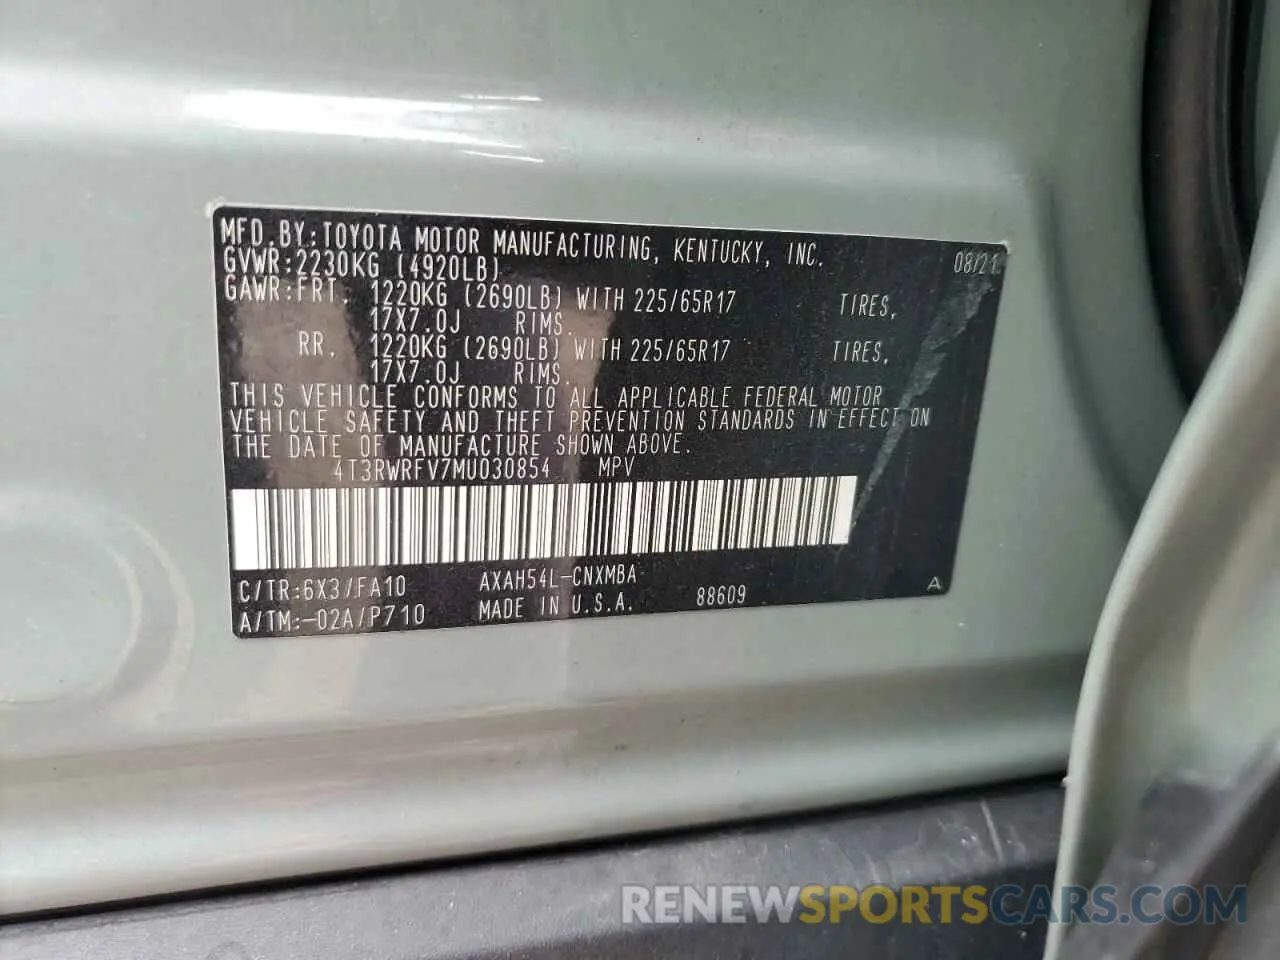 MFD.BY:TOYOTA MOTOR MANUFACTURING, KENTUCKY, INC. 08/21
GVWR:2230KG (4920LB)
GAWR:FRT. 1220KG (2690LB) WITH 225/65R17 TIRES,
17X7.0J RIMS.
RR. 1220KG (2690LB) WITH 225/65R17 TIRES,
17X7.0J RIMS.
THIS VEHICLE CONFORMS TO ALL APPLICABLE FEDERAL MOTOR
VEHICLE SAFETY AND THEFT PREVENTION STANDARDS IN EFFECT ON
THE DATE OF MANUFACTURE SHOWN ABOVE.
4T3RWRFV7MU030854 MPV
C/TR:6X3/FA10 AXAH54L-CNXMBA
A/TM:-02A/P710 MADE IN U.S.A. 88609 A
RENEWSPORTSCARS.COM